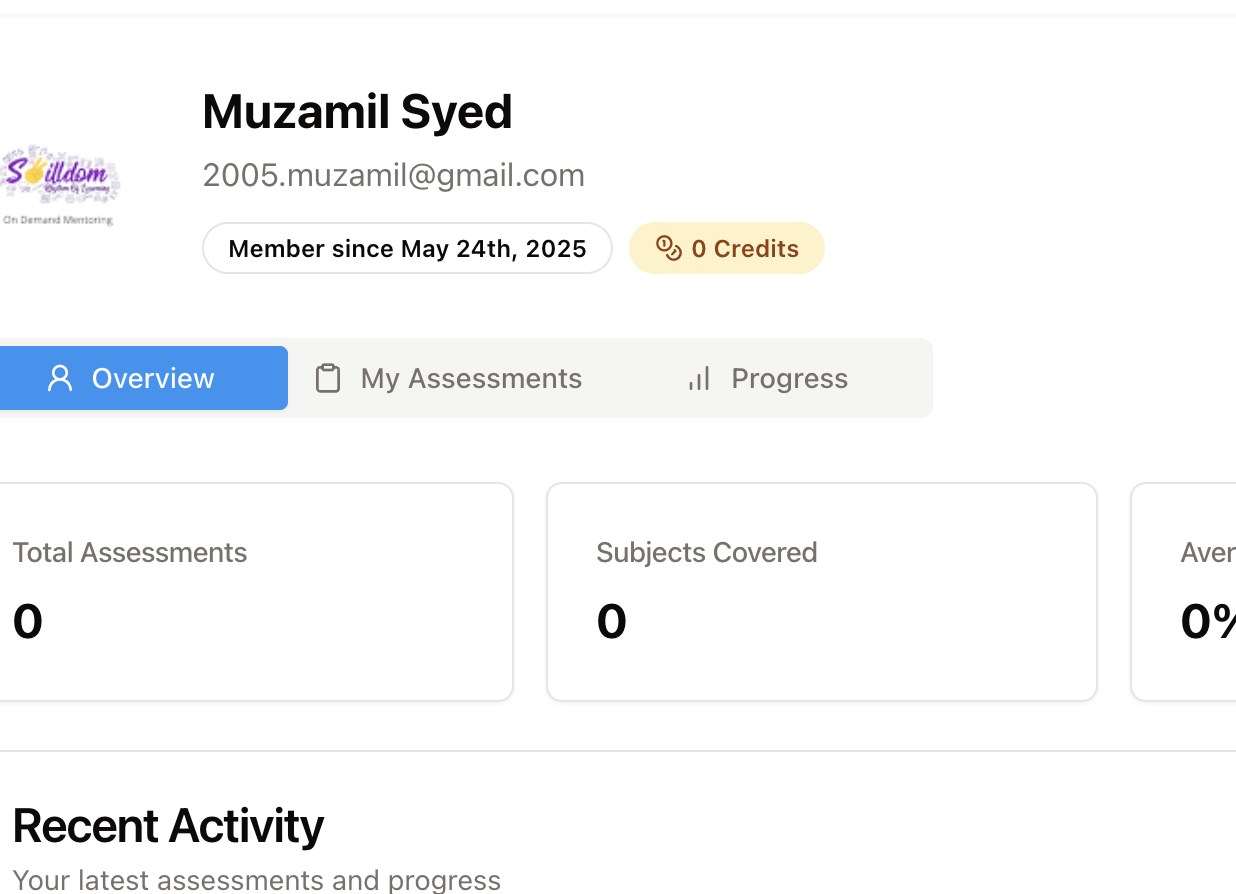 Muzamil Syed
2005.muzamil@gmail.com
Skilldom
Rhythm Of Learning
On Demand Mentoring
Member since May 24th, 2025
0 Credits
Overview
My Assessments
Progress
Total Assessments
Subjects Covered
Aver
0
0
0%
Recent Activity
Your latest assessments and progress